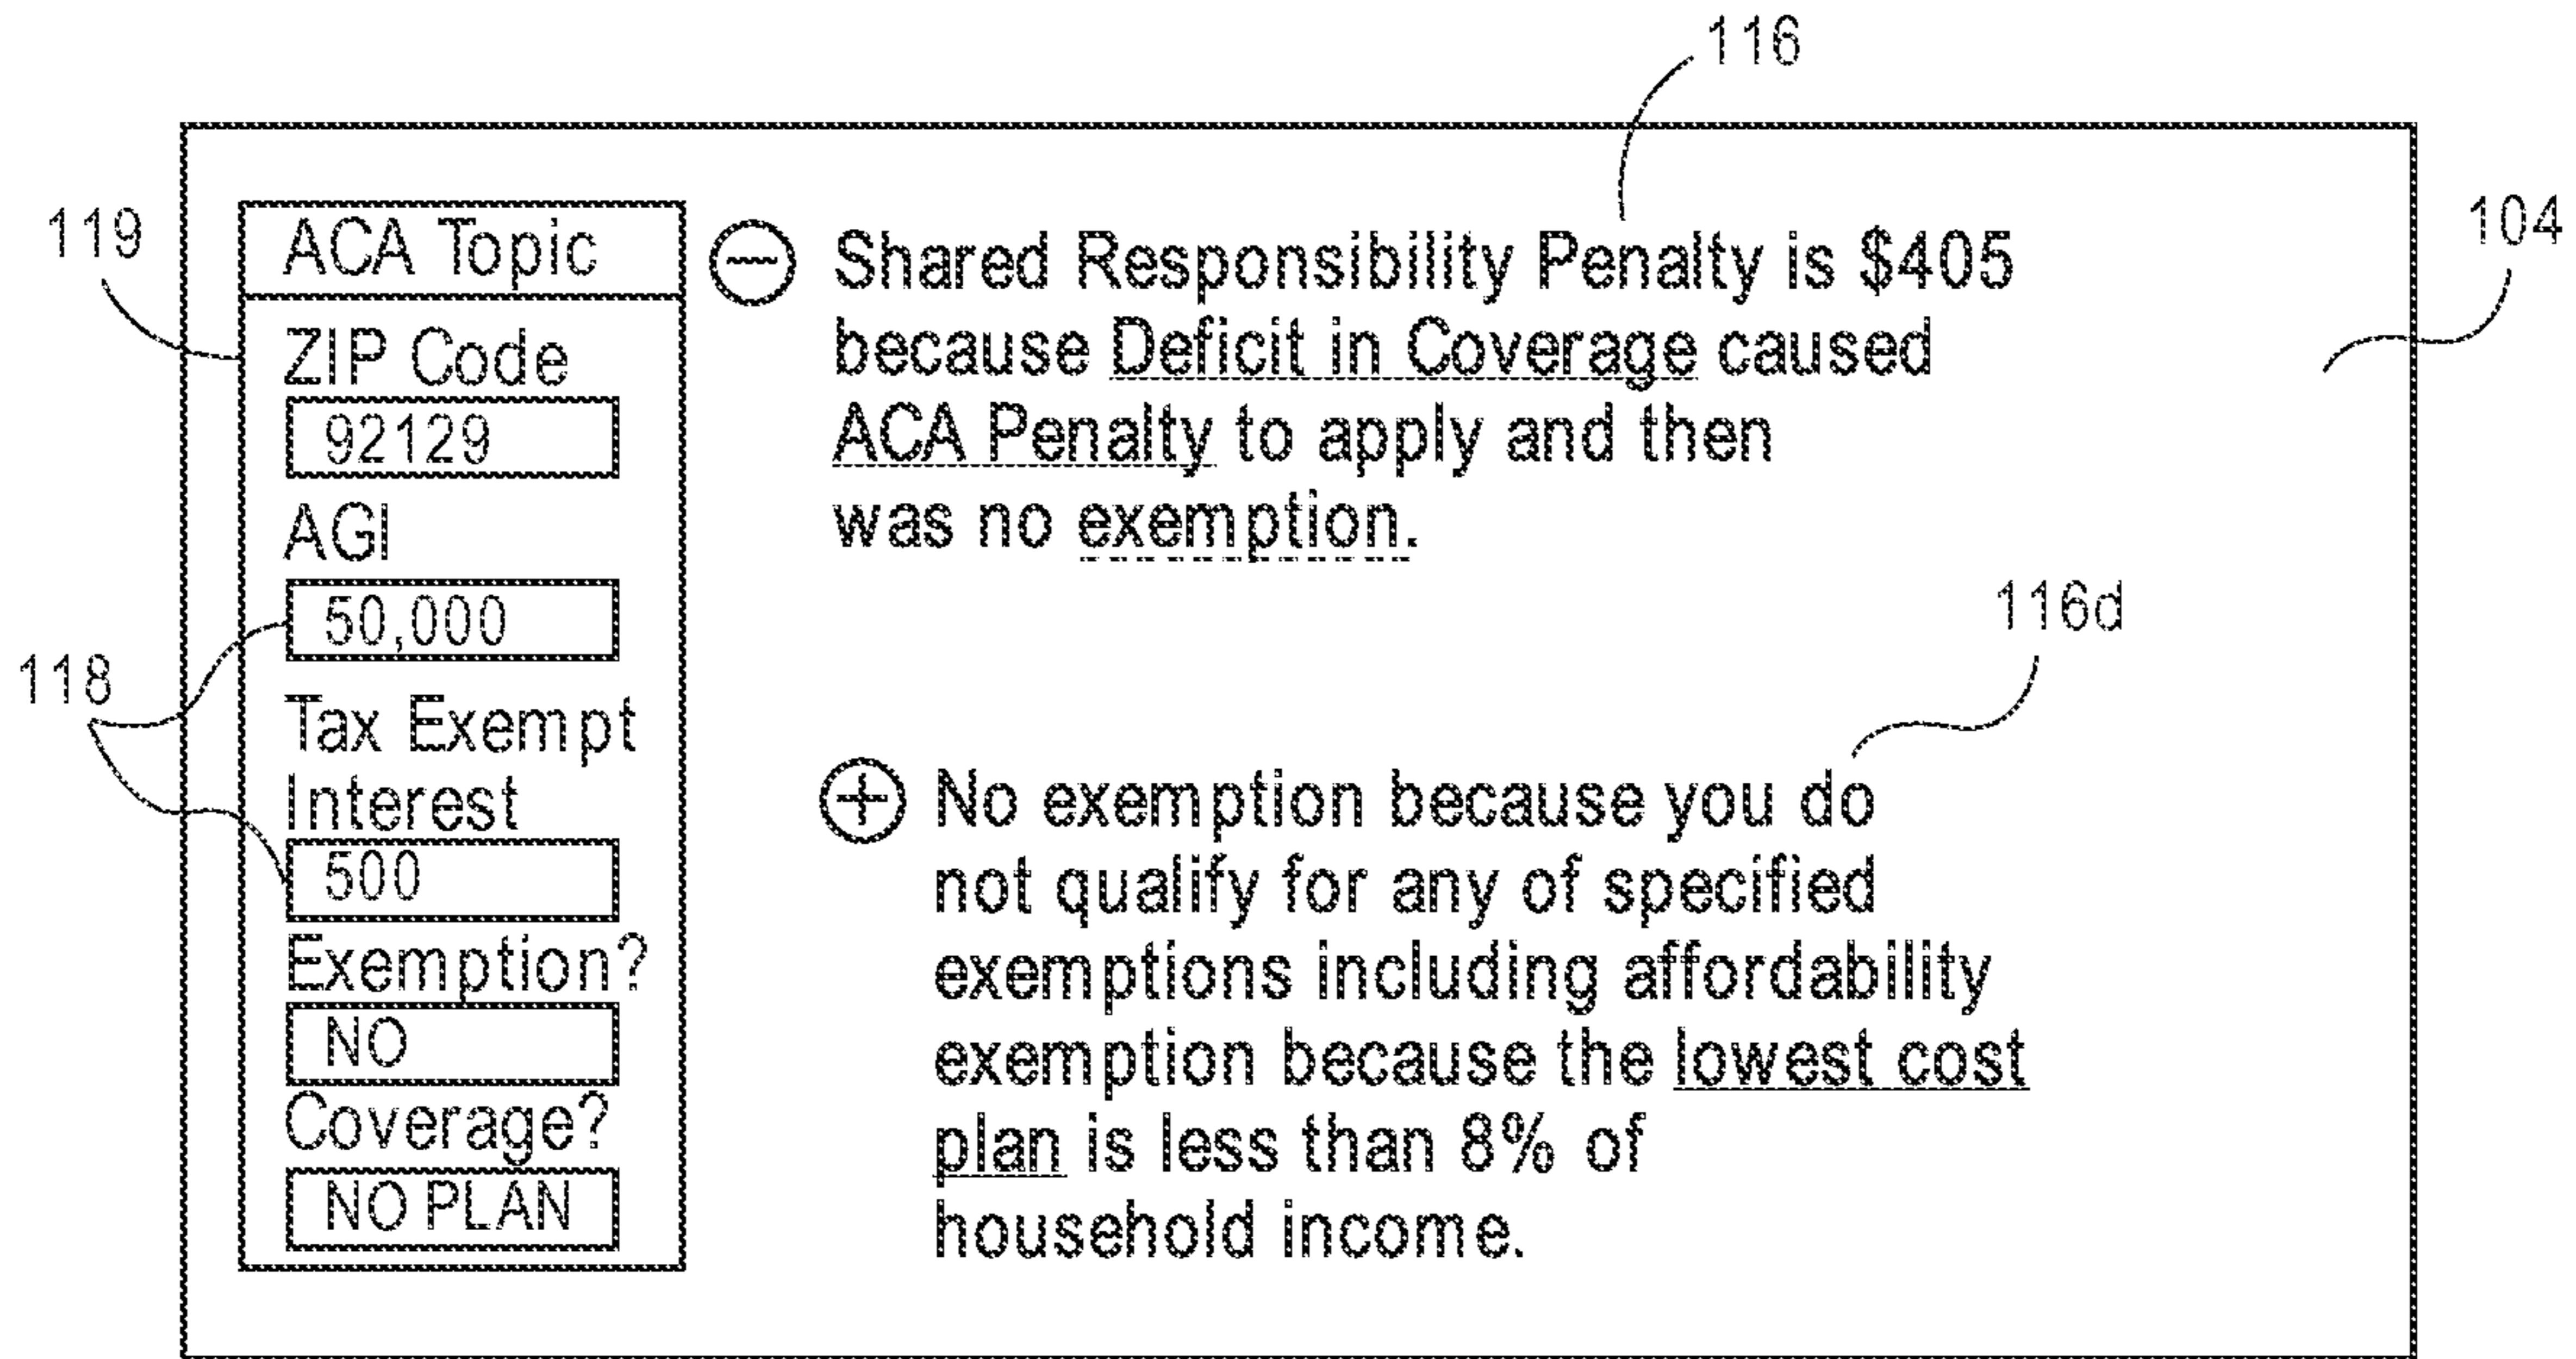 116
119
104
ACA Topic
ZIP Code
92129
AGI
50,000
118
Tax Exempt
Interest
500
Exemption?
NO
Coverage?
NO PLAN
⊖ Shared Responsibility Penalty is $405
because Deficit in Coverage caused
ACA Penalty to apply and then
was no exemption.
116d
⊕ No exemption because you do
not qualify for any of specified
exemptions including affordability
exemption because the lowest cost
plan is less than 8% of
household income.